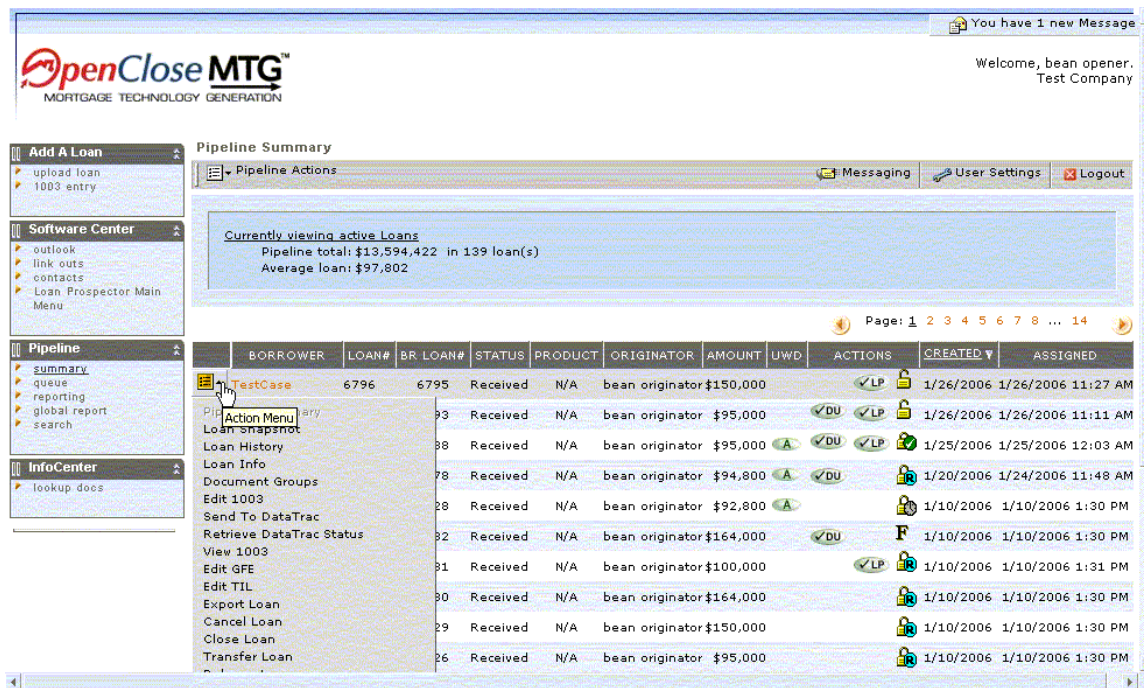 You have 1 new Message
OpenClose MTG™
MORTGAGE TECHNOLOGY GENERATION
Welcome, bean opener.
Test Company
Add A Loan
upload loan
1003 entry
Software Center
outlook
link outs
contacts
Loan Prospector Main
Menu
Pipeline
summary
queue
reporting
global report
search
InfoCenter
lookup docs
Pipeline Summary
Pipeline Actions Messaging User Settings Logout
Currently viewing active Loans
Pipeline total: $13,594,422 in 139 loan(s)
Average loan: $97,802
Page: 1 2 3 4 5 6 7 8 ... 14
BORROWER LOAN# BR LOAN# STATUS PRODUCT ORIGINATOR AMOUNT UWD ACTIONS CREATED ASSIGNED
TestCase 6796 6795 Received N/A bean originator $150,000 LP 1/26/2006 1/26/2006 11:27 AM
93 Received N/A bean originator $95,000 DU LP 1/26/2006 1/26/2006 11:11 AM
38 Received N/A bean originator $95,000 A DU LP 1/25/2006 1/25/2006 12:03 AM
78 Received N/A bean originator $94,800 A DU R 1/20/2006 1/24/2006 11:48 AM
28 Received N/A bean originator $92,800 A 1/10/2006 1/10/2006 1:30 PM
32 Received N/A bean originator $164,000 DU F 1/10/2006 1/10/2006 1:30 PM
31 Received N/A bean originator $100,000 LP R 1/10/2006 1/10/2006 1:31 PM
30 Received N/A bean originator $164,000 R 1/10/2006 1/10/2006 1:30 PM
29 Received N/A bean originator $150,000 R 1/10/2006 1/10/2006 1:30 PM
26 Received N/A bean originator $95,000 R 1/10/2006 1/10/2006 1:30 PM
Action Menu
Loan Snapshot
Loan History
Loan Info
Document Groups
Edit 1003
Send To DataTrac
Retrieve DataTrac Status
View 1003
Edit GFE
Edit TIL
Export Loan
Cancel Loan
Close Loan
Transfer Loan